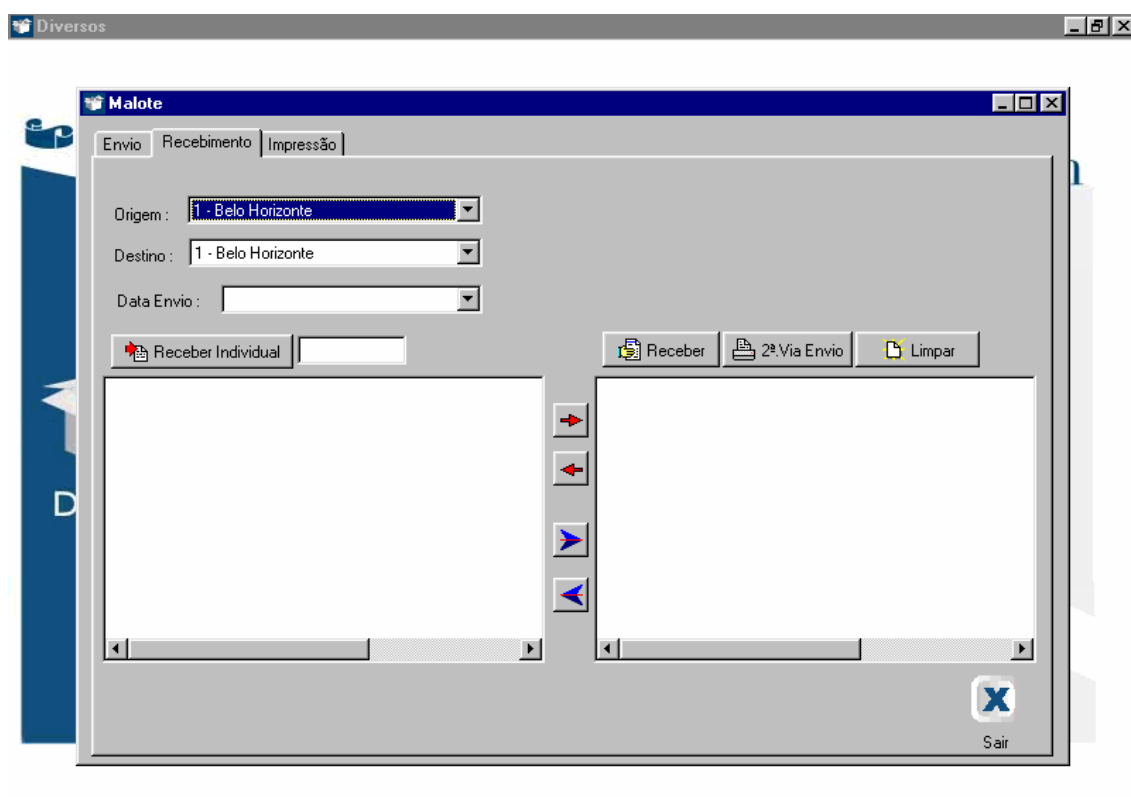 Diversos
Malote
Envio Recebimento Impressão
Origem : 1 - Belo Horizonte
Destino : 1 - Belo Horizonte
Data Envio :
Receber Individual Receber 2ª.Via Envio Limpar
D
X
Sair